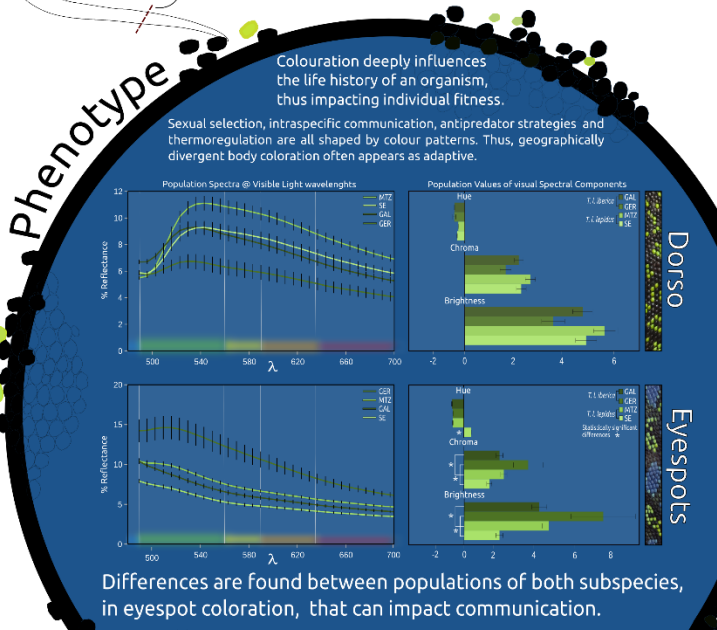 Phenotype
Colouration deeply influences
the life history of an organism,
thus impacting individual fitness.
Sexual selection, intraspecific communication, antipredator strategies and
thermoregulation are all shaped by colour patterns. Thus, geographically
divergent body coloration often appears as adaptive.
Population Spectra @ Visible Light wavelenghts
12
10
8
6
4
2
0
% Reflectance
500
540
580
620
660
700
λ
MTZ
SE
GAL
GER
Population Values of visual Spectral Components
Hue
Chroma
Brightness
T. l. iberica
T. l. lepidus
GAL
GER
MTZ
SE
-2
0
2
4
6
Dorso
20
15
10
5
0
% Reflectance
500
540
580
620
660
700
λ
GER
MTZ
GAL
SE
Hue
Chroma
Brightness
T. l. iberica
T. l. lepidus
GAL
GER
MTZ
SE
Statistically significant
differences *
*
*
*
*
*
-2
0
2
4
6
8
Eyespots
Differences are found between populations of both subspecies,
in eyespot coloration, that can impact communication.